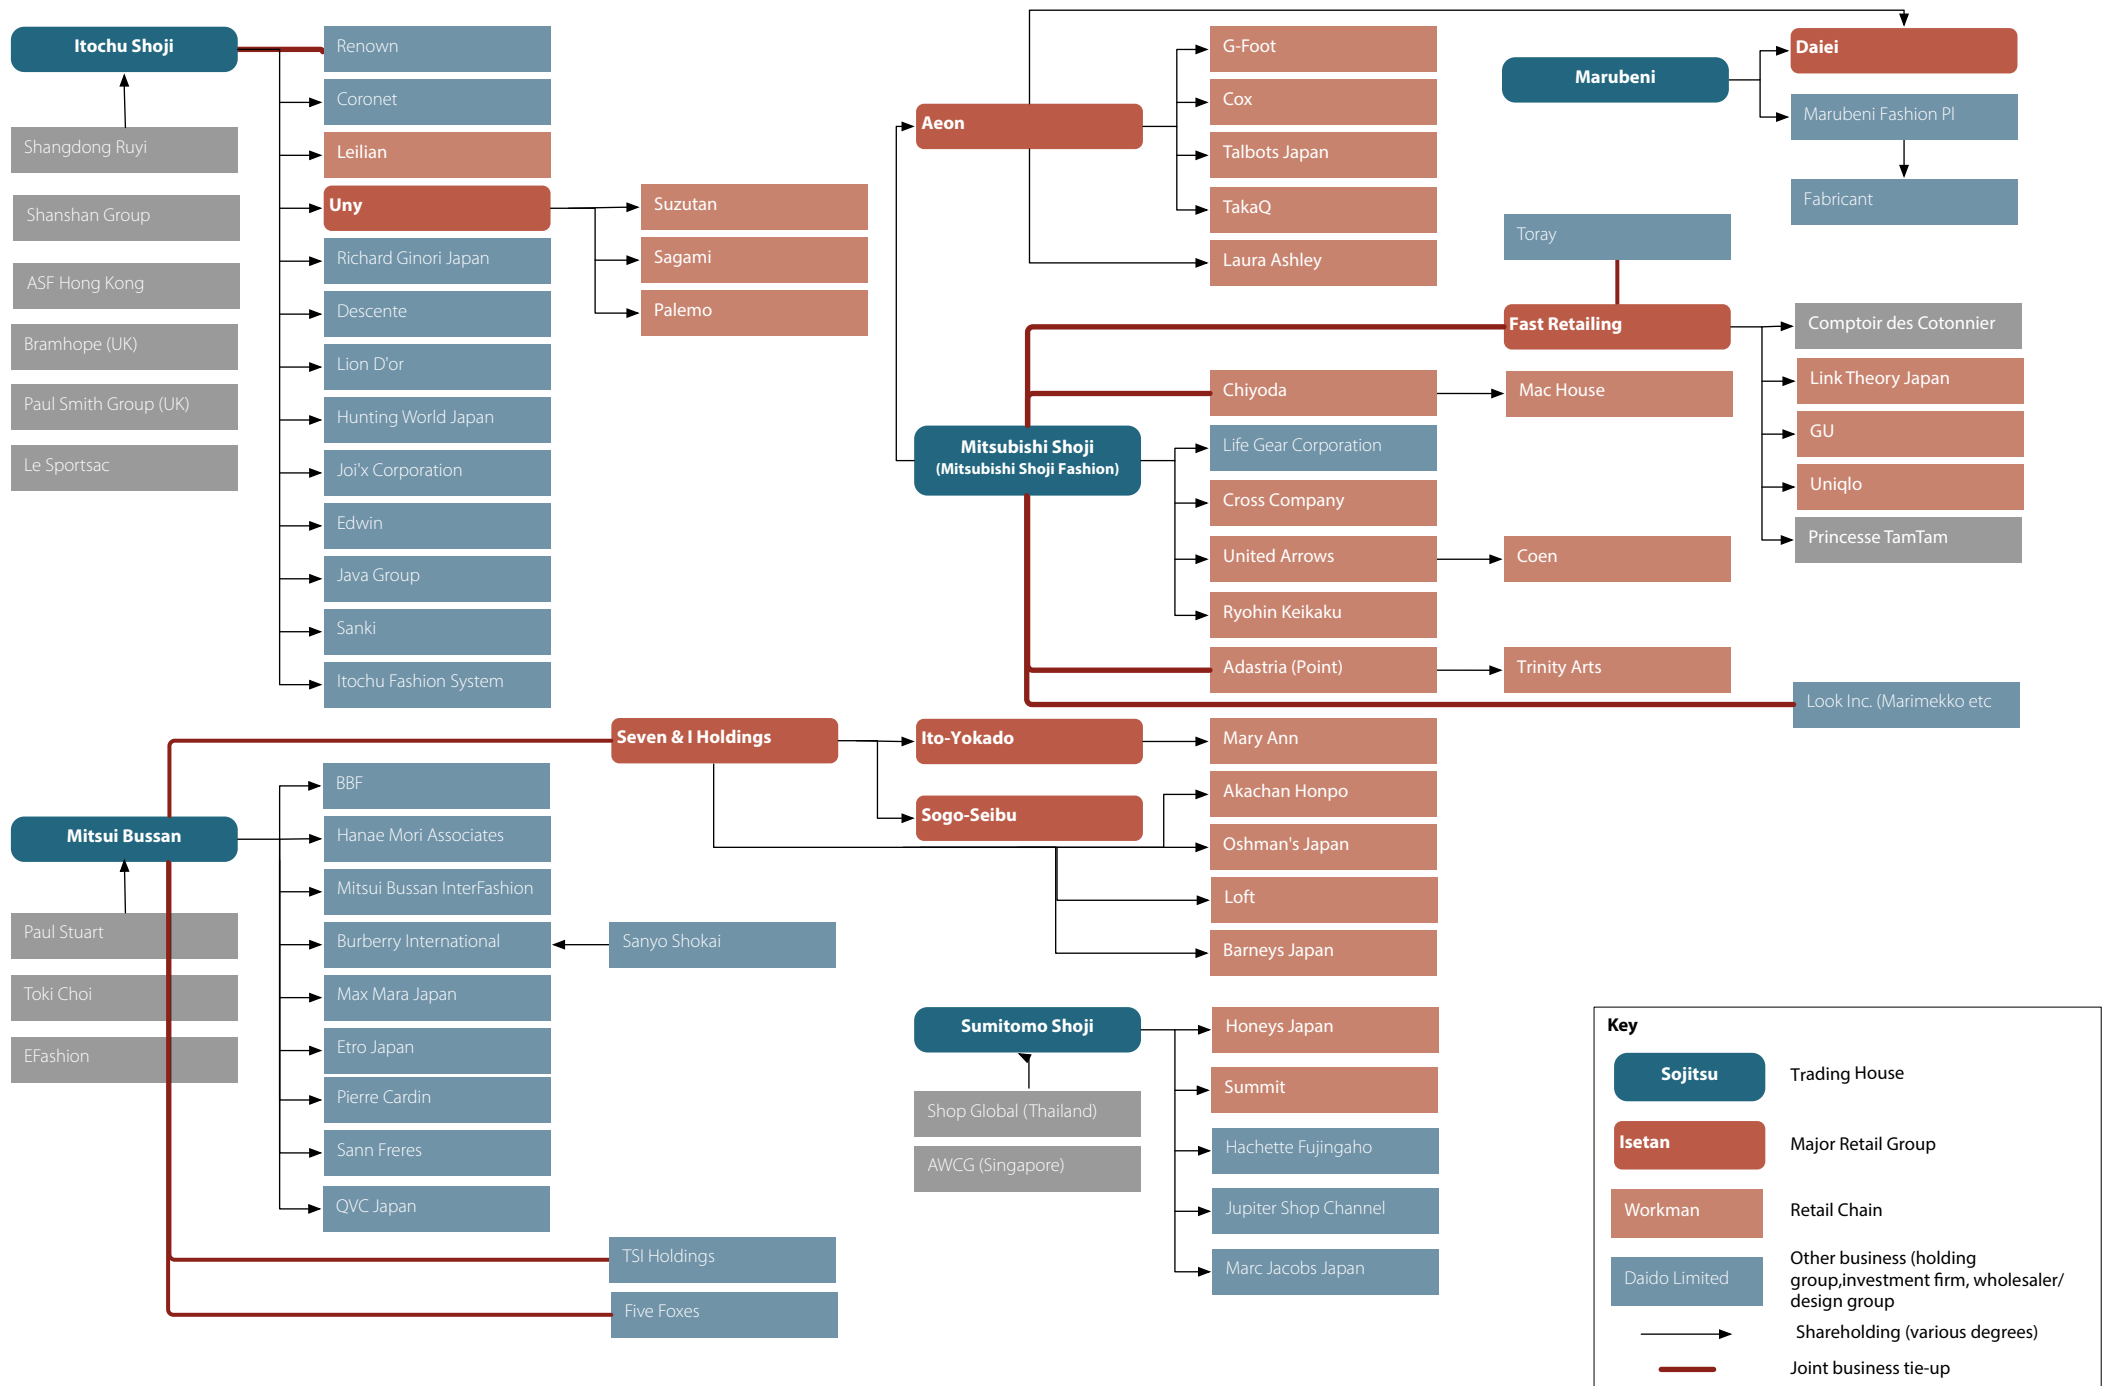 Itochu Shoji
Shangdong Ruyi
Shanshan Group
ASF Hong Kong
Bramhope (UK)
Paul Smith Group (UK)
Le Sportsac
Renown
Coronet
Leilian
Uny
Richard Ginori Japan
Descente
Lion D'or
Hunting World Japan
Joi'x Corporation
Edwin
Java Group
Sanki
Itochu Fashion System
Suzutan
Sagami
Palemo
Aeon
G-Foot
Cox
Talbots Japan
TakaQ
Laura Ashley
Marubeni
Daiei
Marubeni Fashion Pl
Fabricant
Toray
Fast Retailing
Comptoir des Cotonnier
Link Theory Japan
GU
Uniqlo
Princesse TamTam
Mitsubishi Shoji
(Mitsubishi Shoji Fashion)
Chiyoda
Mac House
Life Gear Corporation
Cross Company
United Arrows
Coen
Ryohin Keikaku
Adastria (Point)
Trinity Arts
Look Inc. (Marimekko etc
Mitsui Bussan
Paul Stuart
Toki Choi
EFashion
BBF
Hanae Mori Associates
Mitsui Bussan InterFashion
Burberry International
Sanyo Shokai
Max Mara Japan
Etro Japan
Pierre Cardin
Sann Freres
QVC Japan
TSI Holdings
Five Foxes
Seven & I Holdings
Ito-Yokado
Sogo-Seibu
Mary Ann
Akachan Honpo
Oshman's Japan
Loft
Barneys Japan
Sumitomo Shoji
Shop Global (Thailand)
AWCG (Singapore)
Honeys Japan
Summit
Hachette Fujingaho
Jupiter Shop Channel
Marc Jacobs Japan
Key
Sojitsu
Trading House
Isetan
Major Retail Group
Workman
Retail Chain
Daido Limited
Other business (holding
group,investment firm, wholesaler/
design group
Shareholding (various degrees)
Joint business tie-up